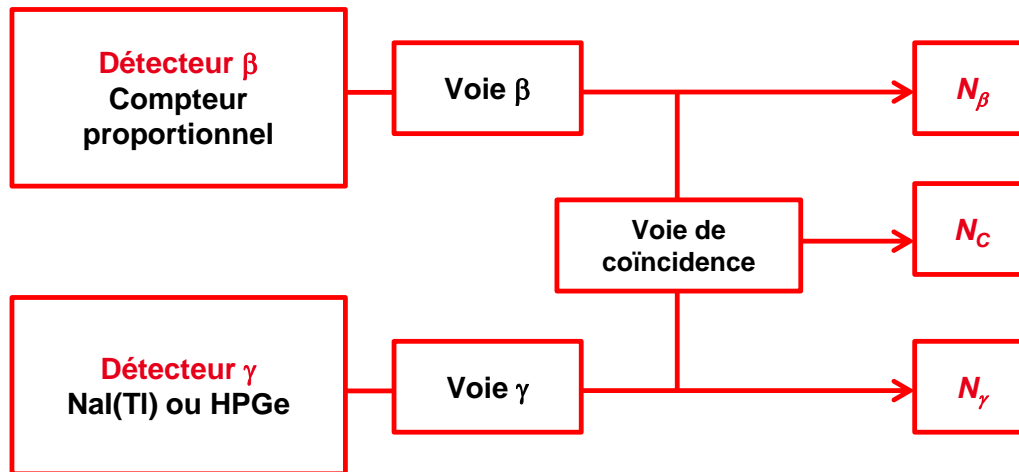 Détecteur β
Compteur
proportionnel
Voie β
Nβ
Voie de
coïncidence
NC
Détecteur γ
NaI(Tl) ou HPGe
Voie γ
Nγ